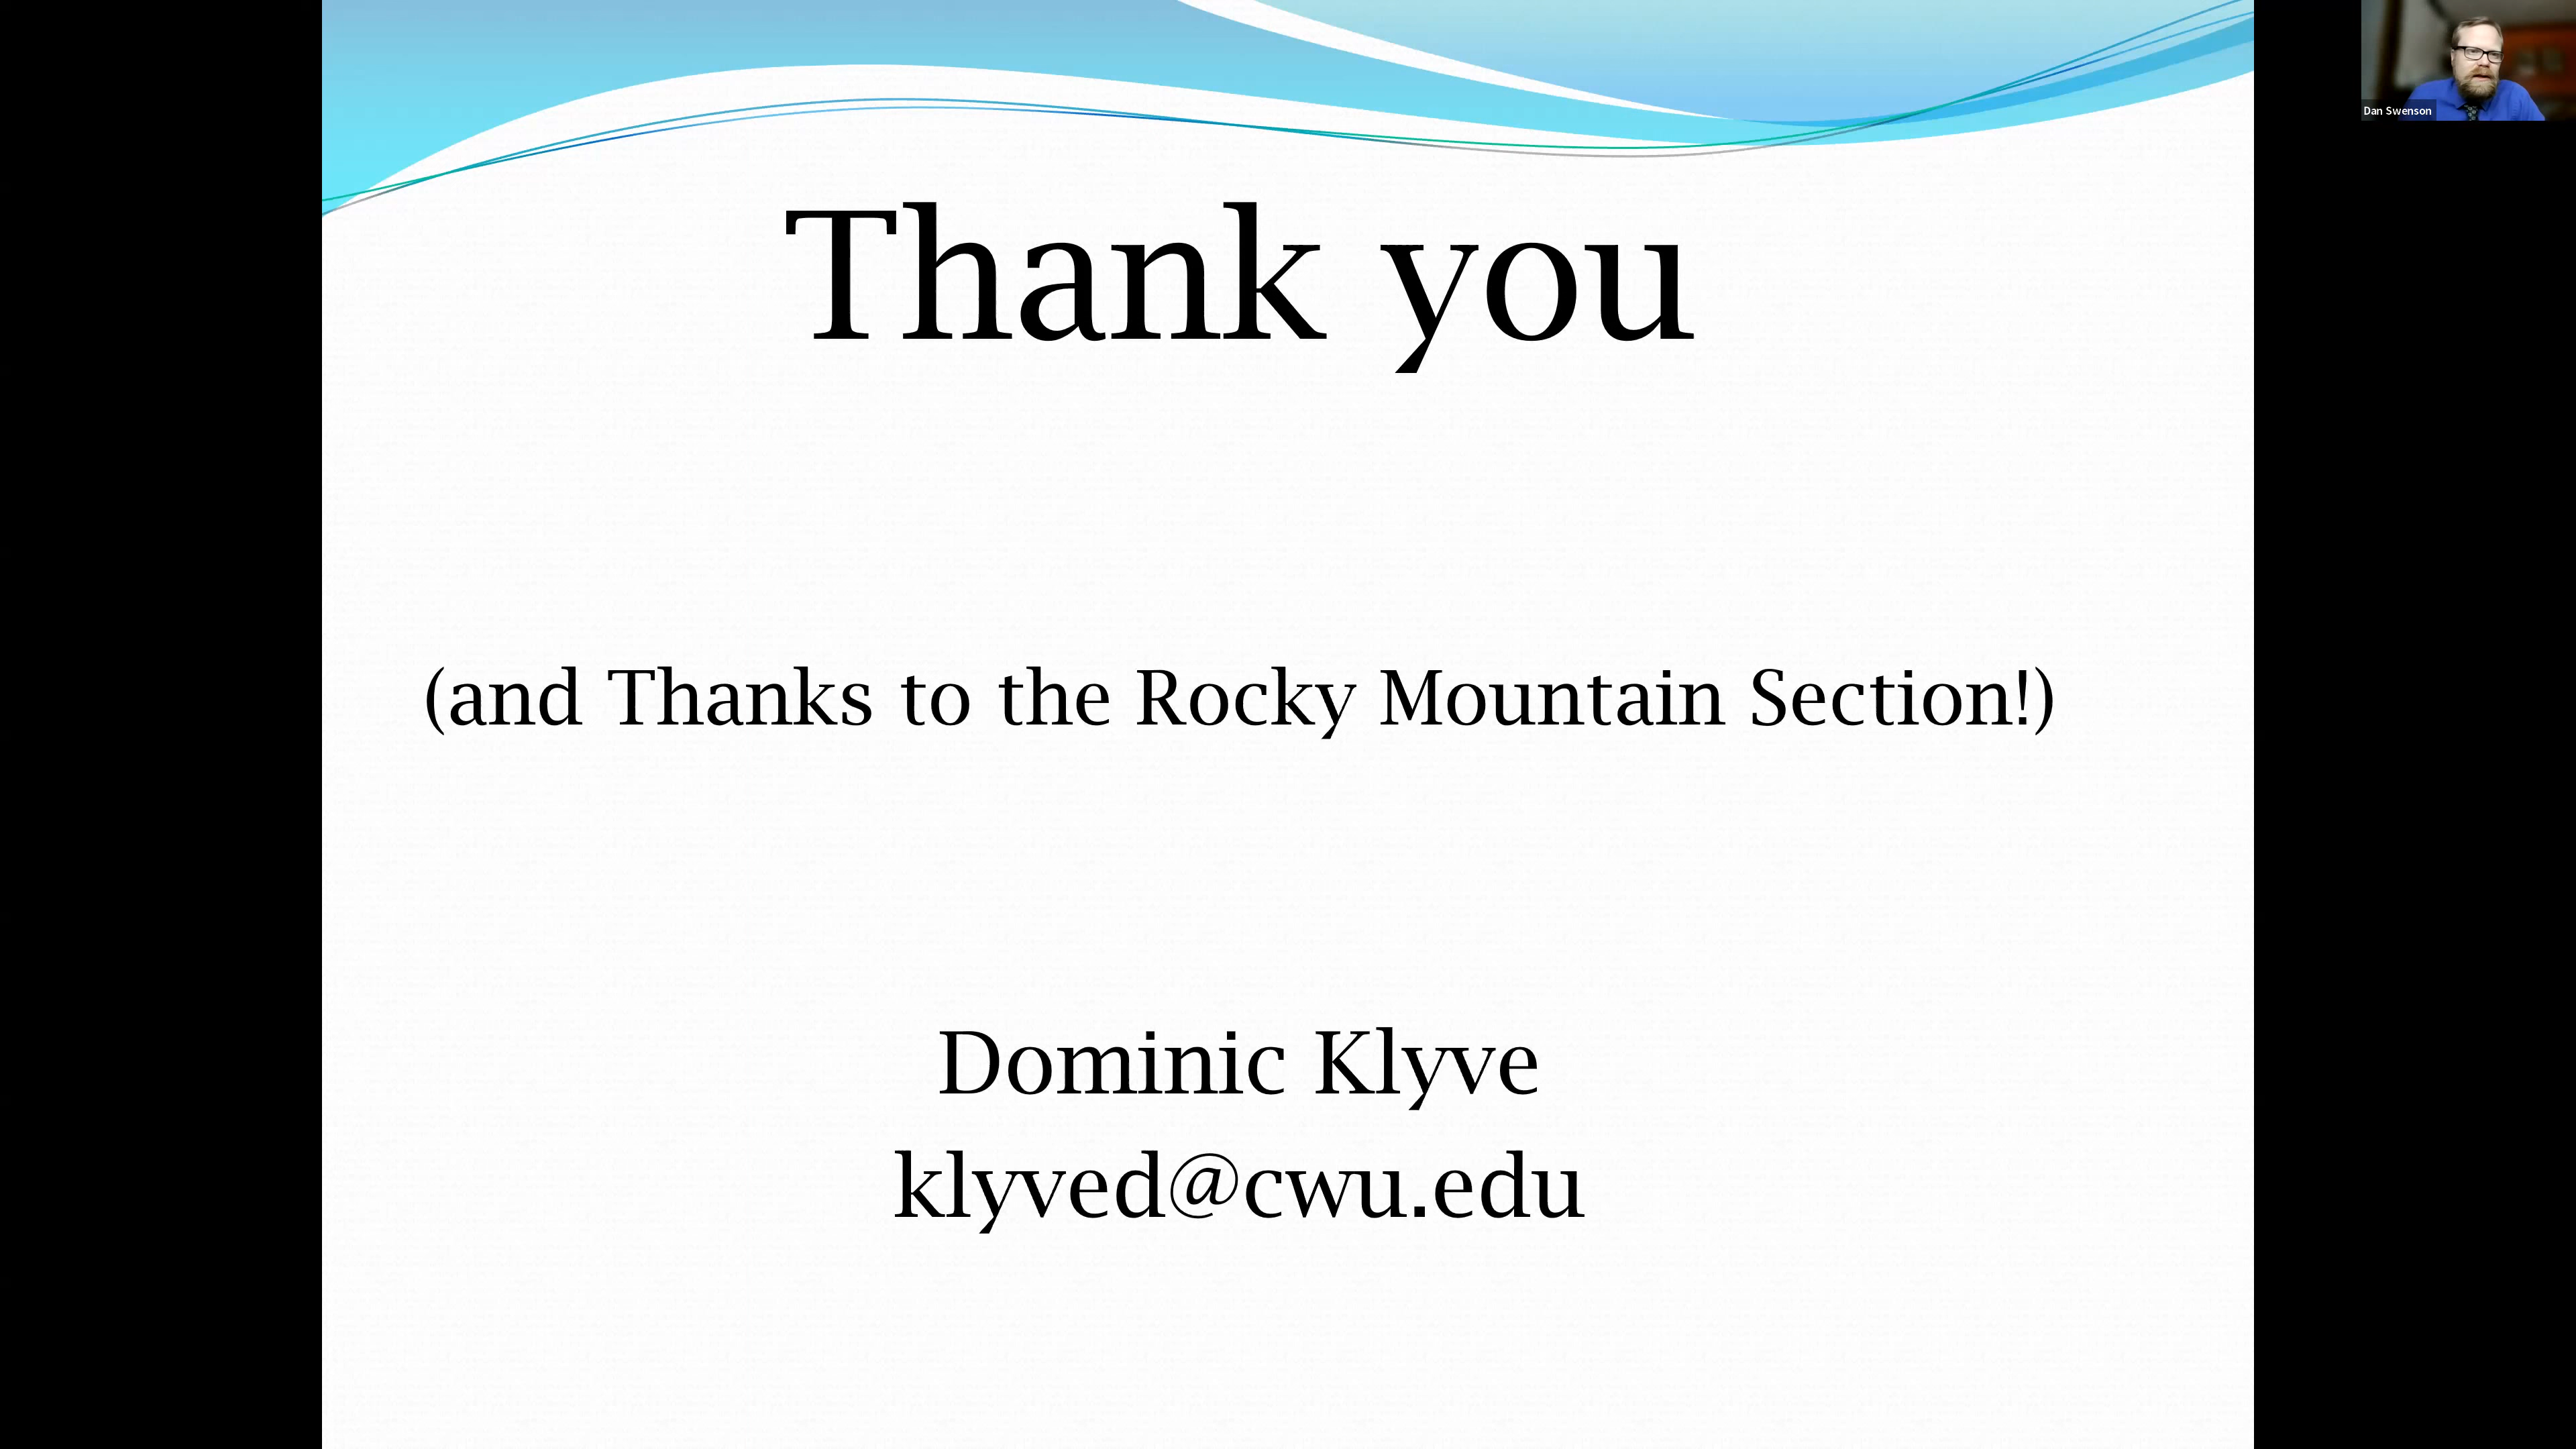 Thank you
(and Thanks to the Rocky Mountain Section!)
Dominic Klyve
klyved@cwu.edu
Dan Swenson